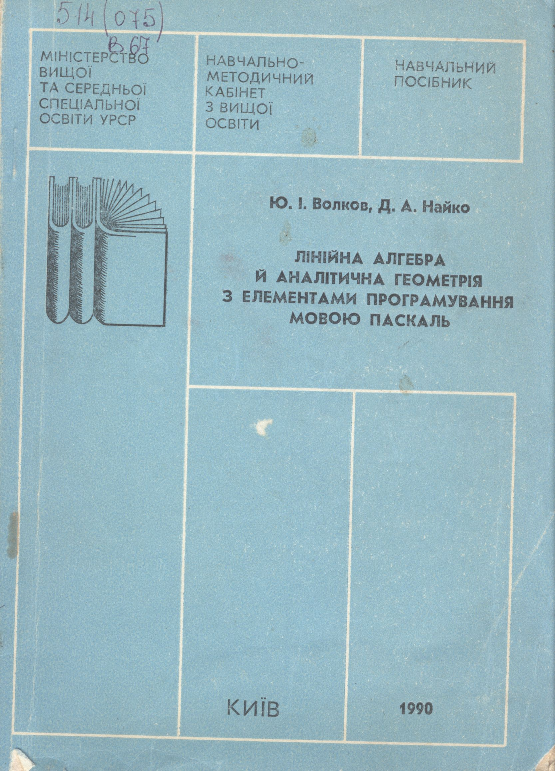 514(075)
В67
МІНІСТЕРСТВО
ВИЩОЇ
ТА СЕРЕДНЬОЇ
СПЕЦІАЛЬНОЇ
ОСВІТИ УРСР
НАВЧАЛЬНО-
МЕТОДИЧНИЙ
КАБІНЕТ
З ВИЩОЇ
ОСВІТИ
НАВЧАЛЬНИЙ
ПОСІБНИК
Ю. І. Волков, Д. А. Найко
ЛІНІЙНА АЛГЕБРА
Й АНАЛІТИЧНА ГЕОМЕТРІЯ
З ЕЛЕМЕНТАМИ ПРОГРАМУВАННЯ
МОВОЮ ПАСКАЛЬ
КИЇВ
1990